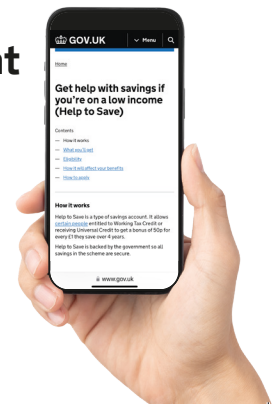 nt
GOV.UK
Menu
Home
Get help with savings if
you're on a low income
(Help to Save)
Contents
— How it works
— What you'll get
— Eligibility
— How it will affect your benefits
— How to apply
How it works
Help to Save is a type of savings account. It allows
certain people entitled to Working Tax Credit or
receiving Universal Credit to get a bonus of 50p for
every £1 they save over 4 years.
Help to Save is backed by the government so all
savings in the scheme are secure.
www.gov.uk